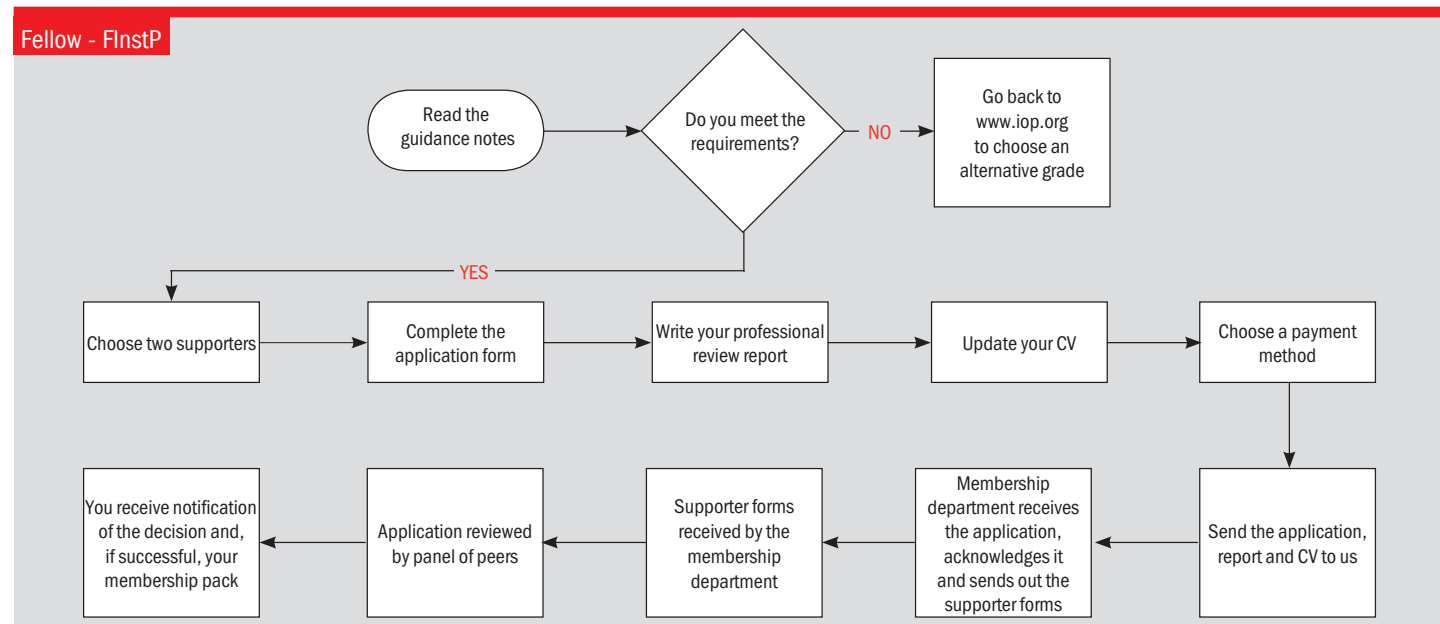 Fellow - FInstP
Read the
guidance notes
Do you meet the
requirements?
NO
Go back to
www.iop.org
to choose an
alternative grade
YES
Choose two supporters
Complete the
application form
Write your professional
review report
Update your CV
Choose a payment
method
Send the application,
report and CV to us
Membership
department receives
the application,
acknowledges it
and sends out the
supporter forms
Supporter forms
received by the
membership
department
Application reviewed
by panel of peers
You receive notification
of the decision and,
if successful, your
membership pack